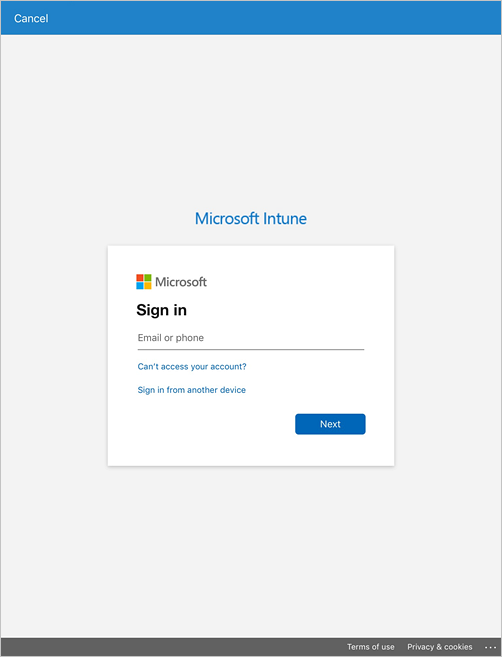 Cancel
Microsoft Intune
Microsoft
Sign in
Email or phone
Can't access your account?
Sign in from another device
Next
Terms of use Privacy & cookies ...